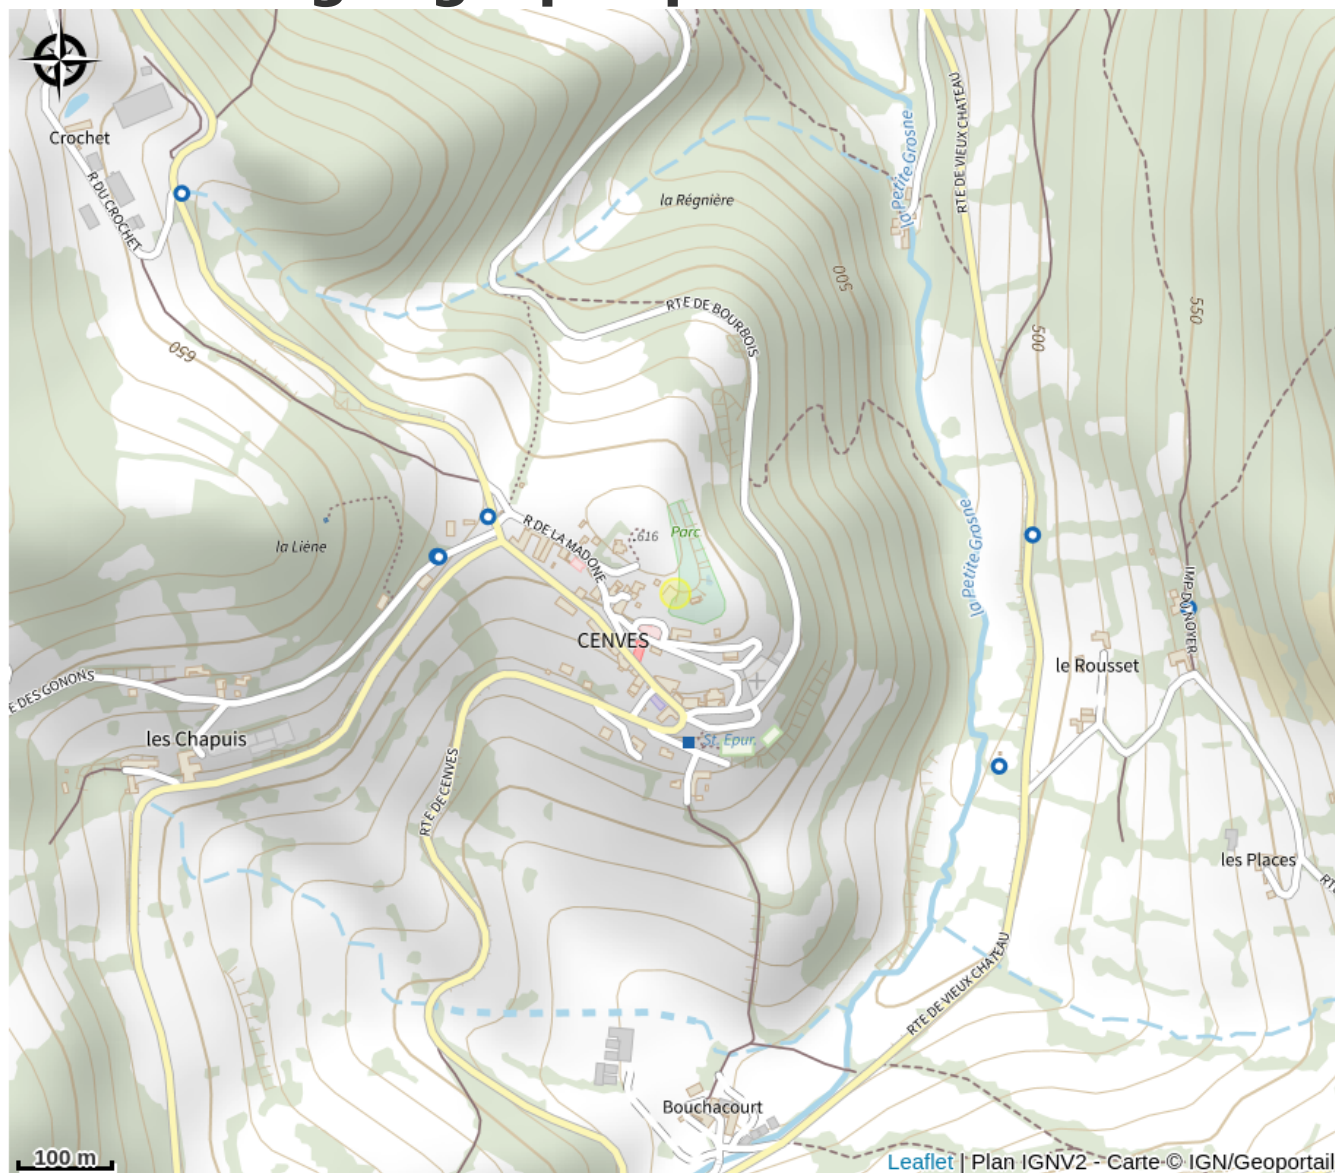 Crochet
R DU CROCHET
la Régnière
la Petite Grosne
RTE DE VIEUX CHATEAU
RTE DE BOURBOIS
500
500
550
650
la Liène
R DE LA MADONE
616
Parc
la Petite Grosne
IMP DU NOYER
CENVES
le Rousset
E DES GONONS
les Chapuis
St. Epur.
RTE DE CENVES
les Places
RTE
RTE DE VIEUX CHATEAU
Bouchacourt
100 m
Leaflet | Plan IGNV2 - Carte © IGN/Geoportail